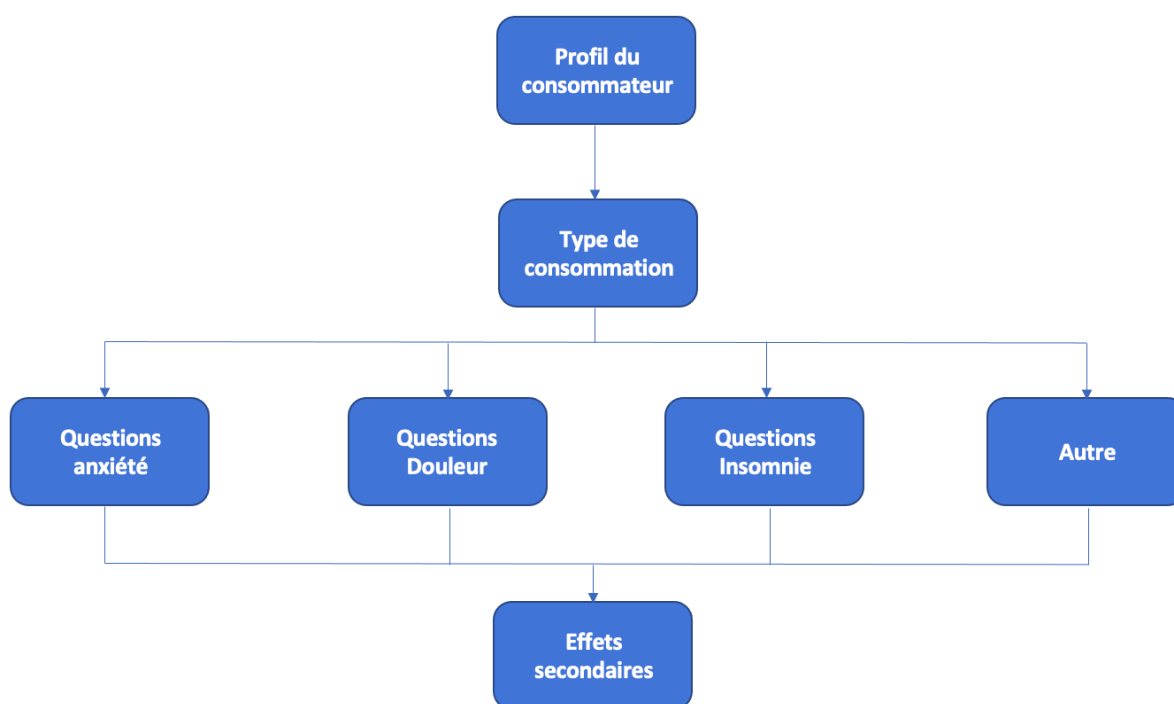 Profil du
consommateur
Type de
consommation
Questions
anxiété
Questions
Douleur
Questions
Insomnie
Autre
Effets
secondaires